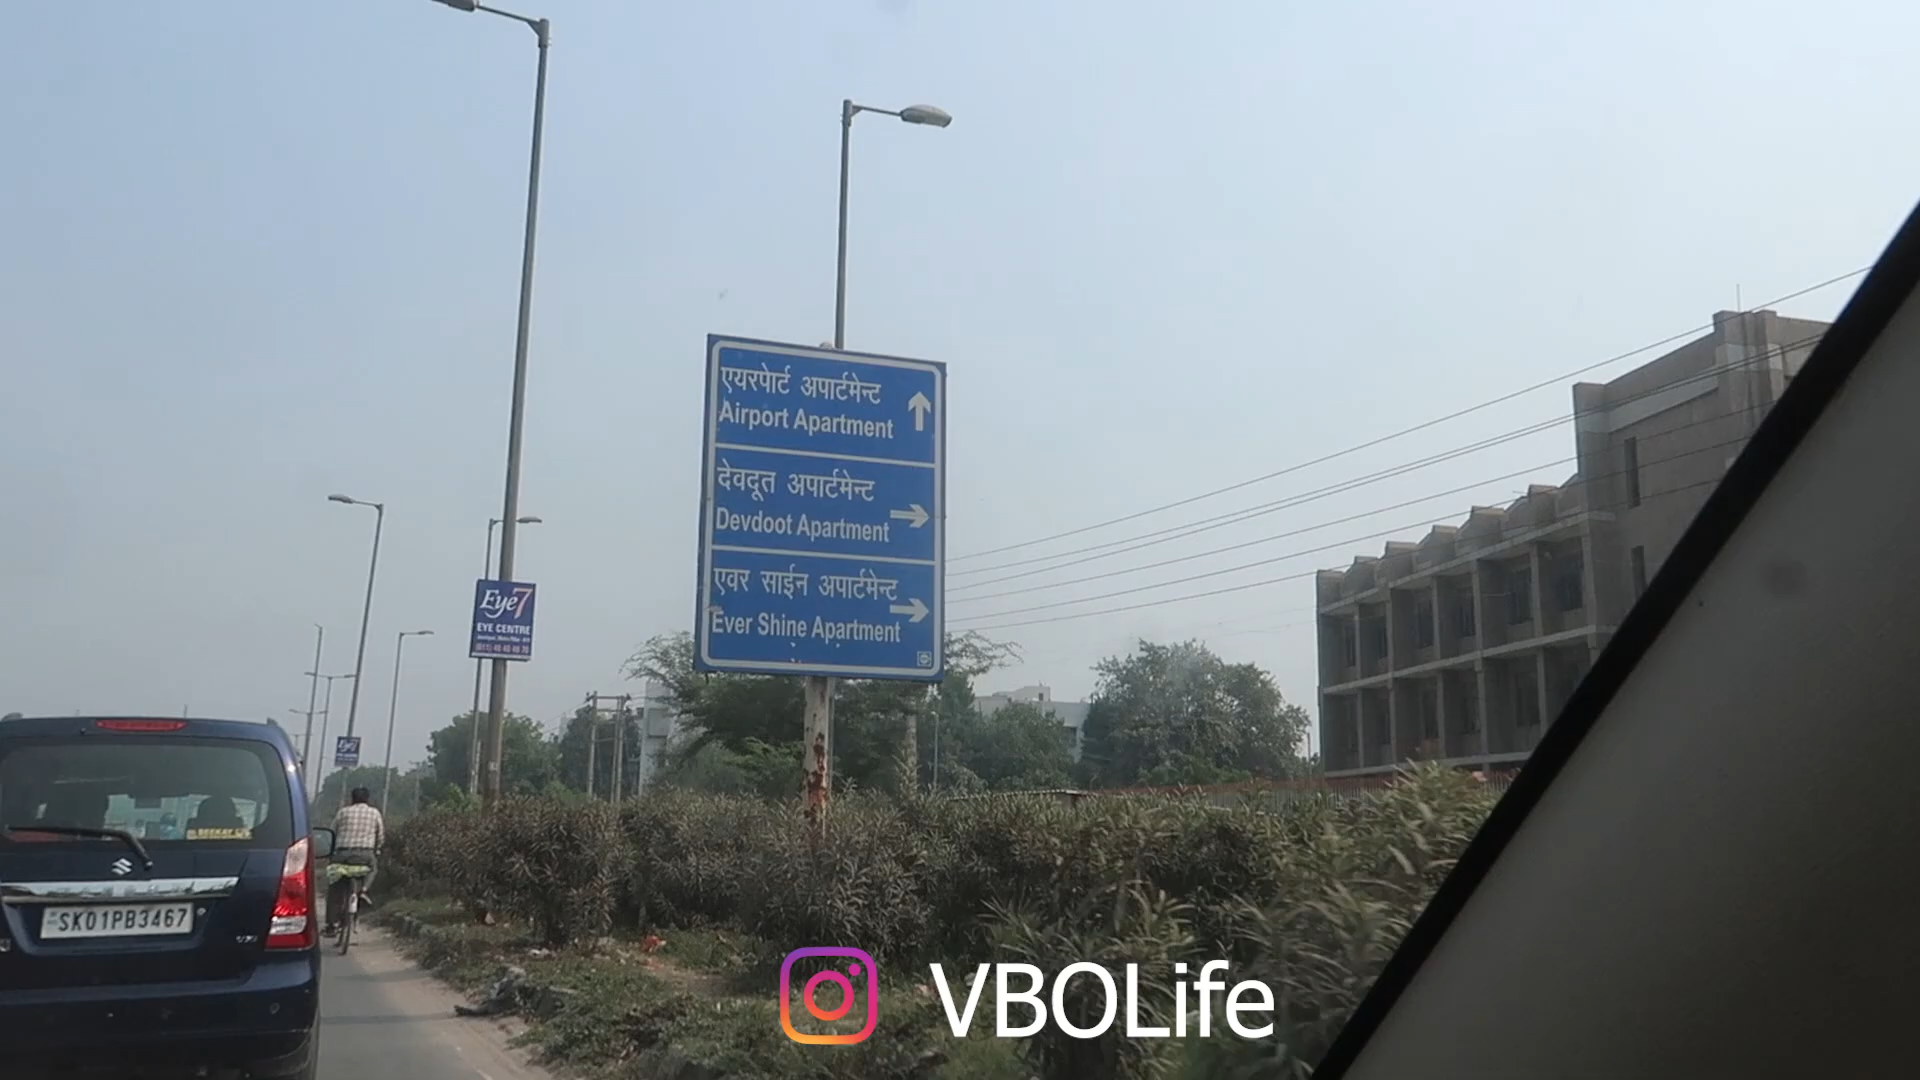 एयरपोर्ट अपार्टमेन्ट
Airport Apartment
देवदूत अपार्टमेन्ट
Devdoot Apartment
एवर साईन अपार्टमेन्ट
Ever Shine Apartment
Eye7
EYE CENTRE
Eye7
SK01PB3467
VBOLife